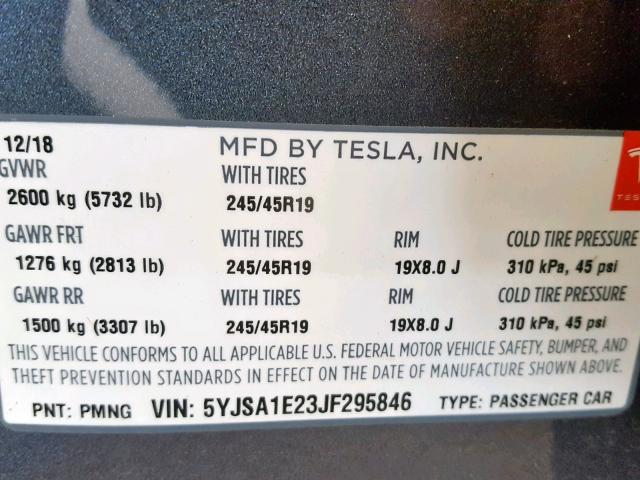 12/18 MFD BY TESLA, INC.
GVWR WITH TIRES
2600 kg (5732 lb) 245/45R19
GAWR FRT WITH TIRES RIM COLD TIRE PRESSURE
1276 kg (2813 lb) 245/45R19 19X8.0 J 310 kPa, 45 psi
GAWR RR WITH TIRES RIM COLD TIRE PRESSURE
1500 kg (3307 lb) 245/45R19 19X8.0 J 310 kPa, 45 psi
THIS VEHICLE CONFORMS TO ALL APPLICABLE U.S. FEDERAL MOTOR VEHICLE SAFETY, BUMPER, AND
THEFT PREVENTION STANDARDS IN EFFECT ON THE DATE OF MANUFACTURE SHOWN ABOVE.
PNT: PMNG VIN: 5YJSA1E23JF295846 TYPE: PASSENGER CAR